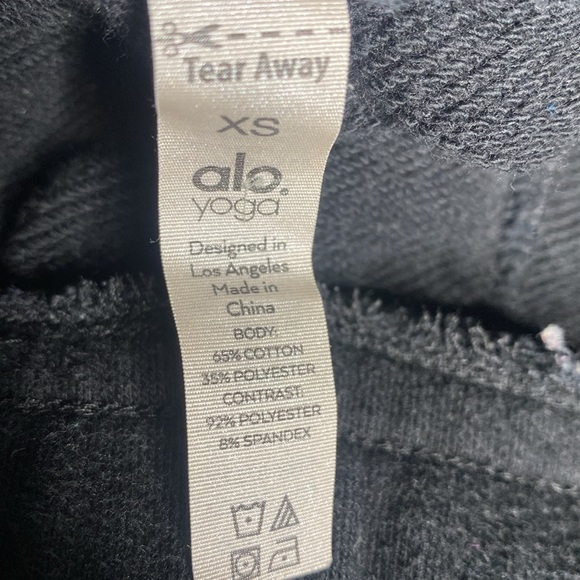 Tear Away
XS
alo
yoga
Designed in
Los Angeles
Made in
China
BODY:
65% COTTON
35% POLYESTER
CONTRAST:
92% POLYESTER
8% SPANDEX